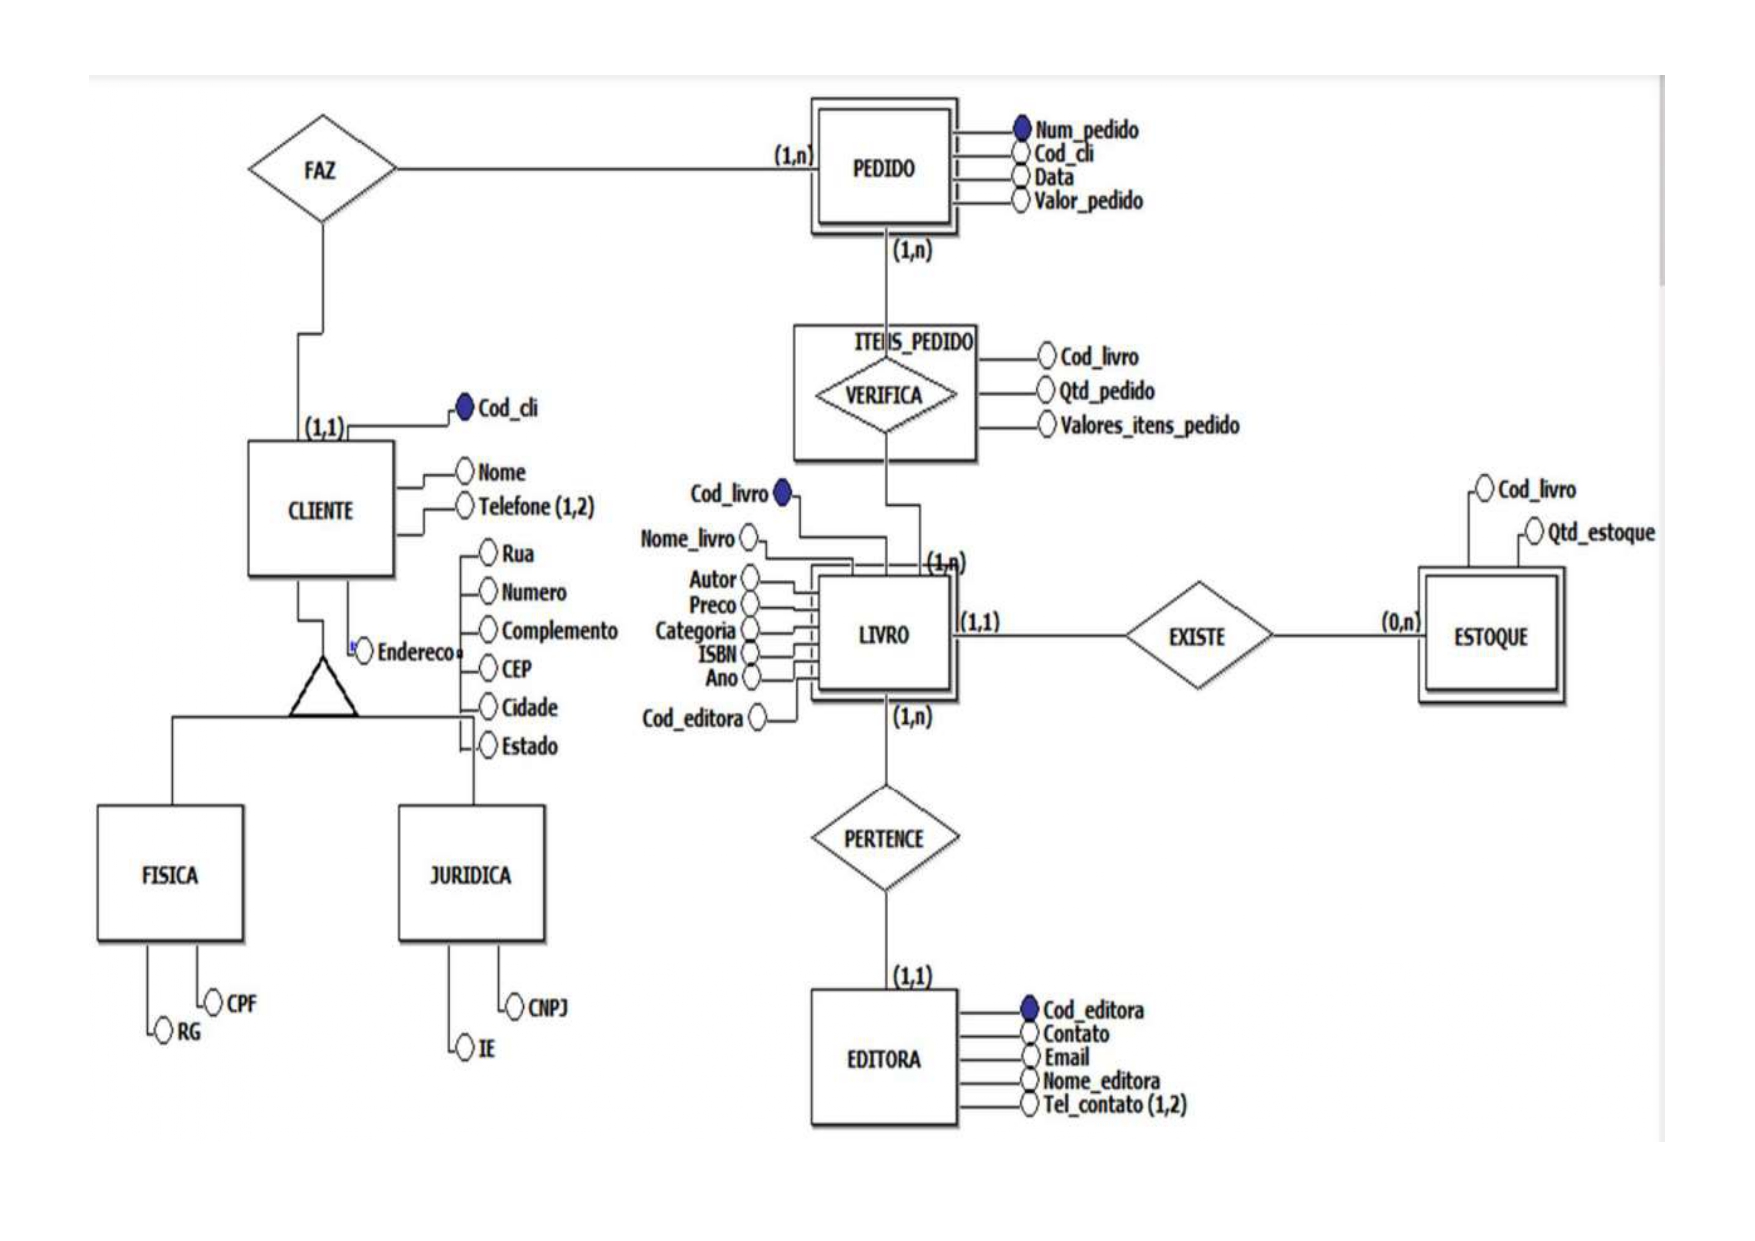 FAZ
(1,n)
PEDIDO
Num_pedido
Cod_cli
Data
Valor_pedido
(1,n)
ITENS_PEDIDO
VERIFICA
Cod_livro
Qtd_pedido
Valores_itens_pedido
Cod_cli
(1,1)
CLIENTE
Nome
Telefone (1,2)
Rua
Numero
Complemento
Endereco
CEP
Cidade
Estado
FISICA
JURIDICA
CPF
RG
CNPJ
IE
Cod_livro
Nome_livro
Autor
Preco
Categoria
ISBN
Ano
Cod_editora
(1,n)
LIVRO
(1,1)
EXISTE
(0,n)
ESTOQUE
Cod_livro
Qtd_estoque
(1,n)
PERTENCE
(1,1)
EDITORA
Cod_editora
Contato
Email
Nome_editora
Tel_contato (1,2)